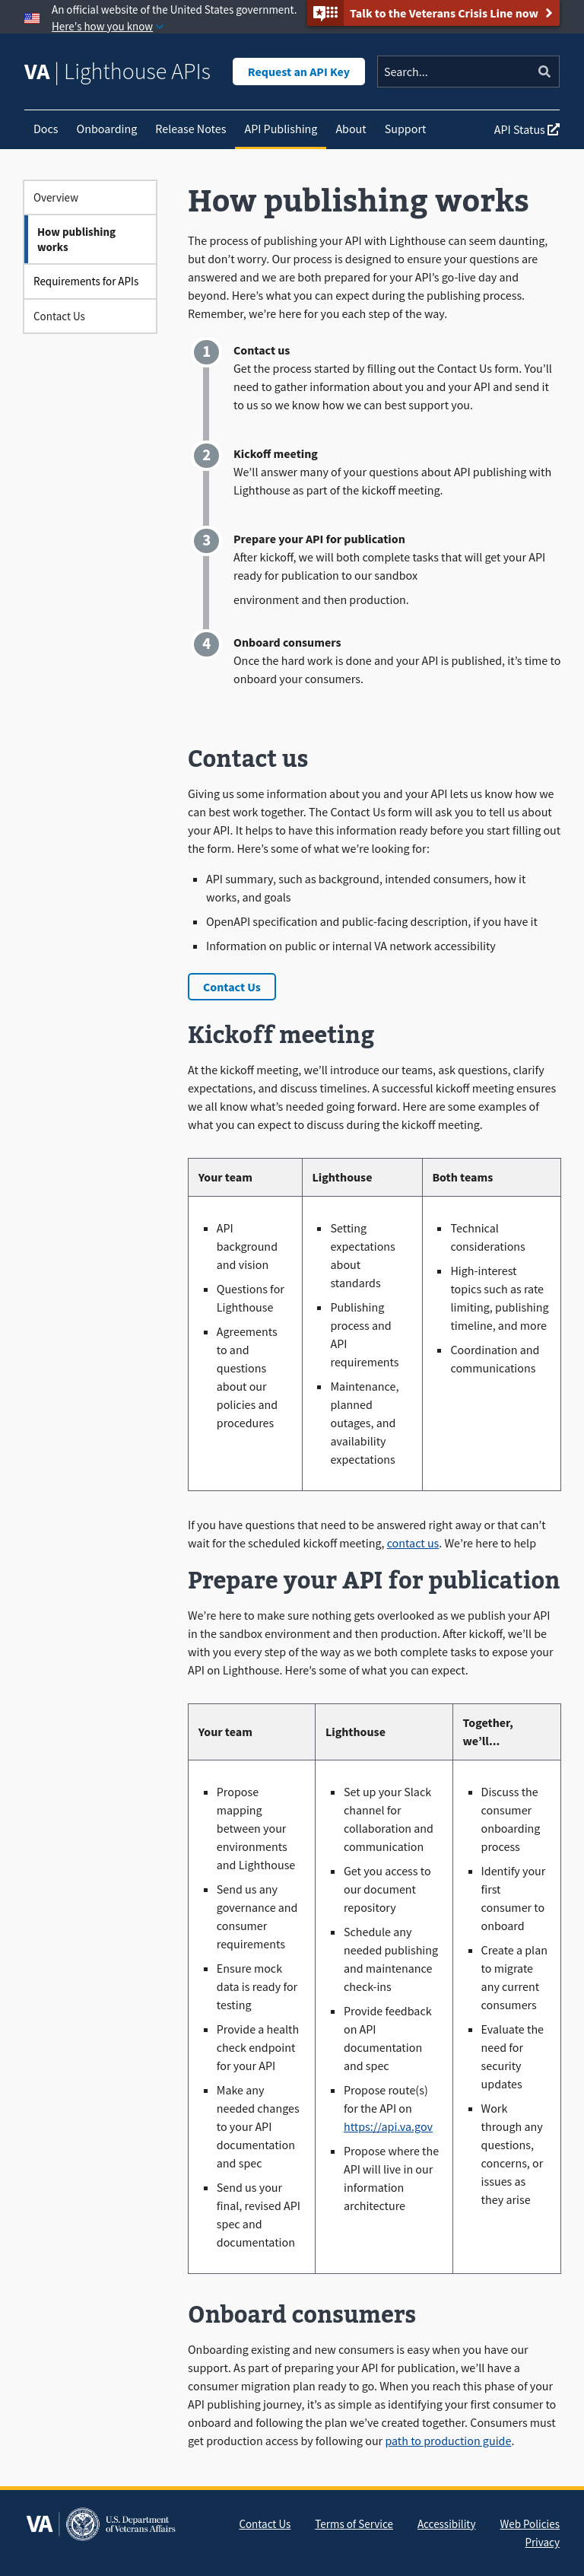 An official website of the United States government.
Here's how you know
Talk to the Veterans Crisis Line now
VA | Lighthouse APIs
Request an API Key
Search...
Docs
Onboarding
Release Notes
API Publishing
About
Support
API Status
Overview
How publishing
works
Requirements for APIs
Contact Us
How publishing works
The process of publishing your API with Lighthouse can seem daunting,
but don’t worry. Our process is designed to ensure your questions are
answered and we are both prepared for your API’s go-live day and
beyond. Here’s what you can expect during the publishing process.
Remember, we’re here for you each step of the way.
1
Contact us
Get the process started by filling out the Contact Us form. You’ll
need to gather information about you and your API and send it
to us so we know how we can best support you.
2
Kickoff meeting
We’ll answer many of your questions about API publishing with
Lighthouse as part of the kickoff meeting.
3
Prepare your API for publication
After kickoff, we will both complete tasks that will get your API
ready for publication to our sandbox
environment and then production.
4
Onboard consumers
Once the hard work is done and your API is published, it’s time to
onboard your consumers.
Contact us
Giving us some information about you and your API lets us know how we
can best work together. The Contact Us form will ask you to tell us about
your API. It helps to have this information ready before you start filling out
the form. Here’s some of what we’re looking for:
API summary, such as background, intended consumers, how it
works, and goals
OpenAPI specification and public-facing description, if you have it
Information on public or internal VA network accessibility
Contact Us
Kickoff meeting
At the kickoff meeting, we’ll introduce our teams, ask questions, clarify
expectations, and discuss timelines. A successful kickoff meeting ensures
we all know what’s needed going forward. Here are some examples of
what you can expect to discuss during the kickoff meeting.
Your team
Lighthouse
Both teams
API
background
and vision
Questions for
Lighthouse
Agreements
to and
questions
about our
policies and
procedures
Setting
expectations
about
standards
Publishing
process and
API
requirements
Maintenance,
planned
outages, and
availability
expectations
Technical
considerations
High-interest
topics such as rate
limiting, publishing
timeline, and more
Coordination and
communications
If you have questions that need to be answered right away or that can’t
wait for the scheduled kickoff meeting, contact us. We’re here to help
Prepare your API for publication
We’re here to make sure nothing gets overlooked as we publish your API
in the sandbox environment and then production. After kickoff, we’ll be
with you every step of the way as we both complete tasks to expose your
API on Lighthouse. Here’s some of what you can expect.
Your team
Lighthouse
Together,
we’ll...
Propose
mapping
between your
environments
and Lighthouse
Send us any
governance and
consumer
requirements
Ensure mock
data is ready for
testing
Provide a health
check endpoint
for your API
Make any
needed changes
to your API
documentation
and spec
Send us your
final, revised API
spec and
documentation
Set up your Slack
channel for
collaboration and
communication
Get you access to
our document
repository
Schedule any
needed publishing
and maintenance
check-ins
Provide feedback
on API
documentation
and spec
Propose route(s)
for the API on
https://api.va.gov
Propose where the
API will live in our
information
architecture
Discuss the
consumer
onboarding
process
Identify your
first
consumer to
onboard
Create a plan
to migrate
any current
consumers
Evaluate the
need for
security
updates
Work
through any
questions,
concerns, or
issues as
they arise
Onboard consumers
Onboarding existing and new consumers is easy when you have our
support. As part of preparing your API for publication, we’ll have a
consumer migration plan ready to go. When you reach this phase of your
API publishing journey, it’s as simple as identifying your first consumer to
onboard and following the plan we’ve created together. Consumers must
get production access by following our path to production guide.
VA
U.S. Department
of Veterans Affairs
Contact Us
Terms of Service
Accessibility
Web Policies
Privacy